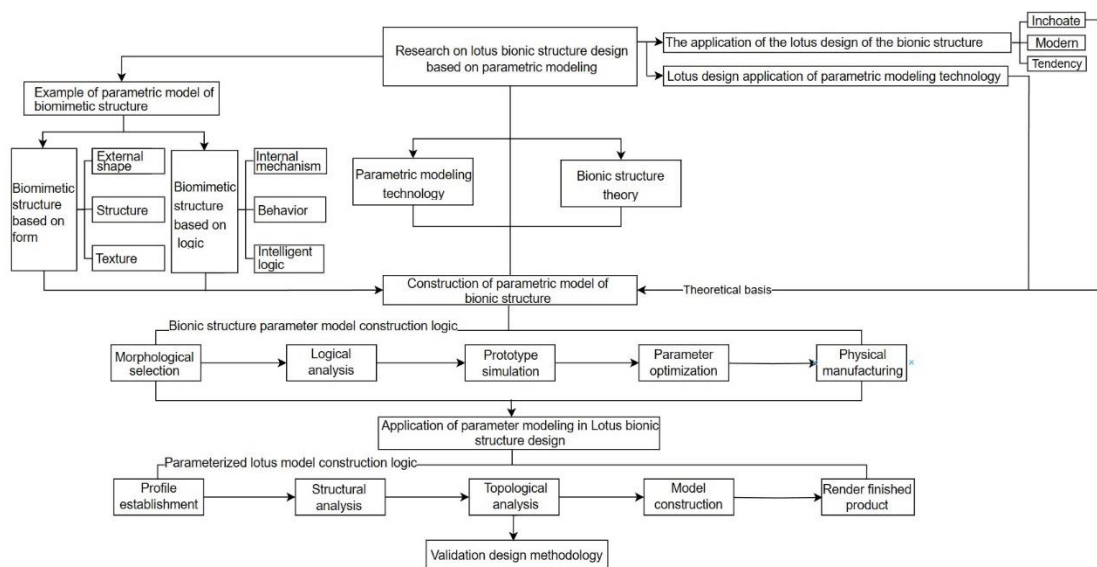 Research on lotus bionic structure design
based on parametric modeling
The application of the lotus design of the bionic structure
Inchoate
Modern
Tendency
Lotus design application of parametric modeling technology
Example of parametric model of
biomimetic structure
Biomimetic
structure
based on
form
External
shape
Structure
Texture
Biomimetic
structure
based on
logic
Internal
mechanism
Behavior
Intelligent
logic
Parametric modeling
technology
Bionic structure
theory
Construction of parametric model of
bionic structure
Theoretical basis
Bionic structure parameter model construction logic
Morphological
selection
Logical
analysis
Prototype
simulation
Parameter
optimization
Physical
manufacturing
Application of parameter modeling in Lotus bionic
structure design
Parameterized lotus model construction logic
Profile
establishment
Structural
analysis
Topological
analysis
Model
construction
Render finished
product
Validation design methodology